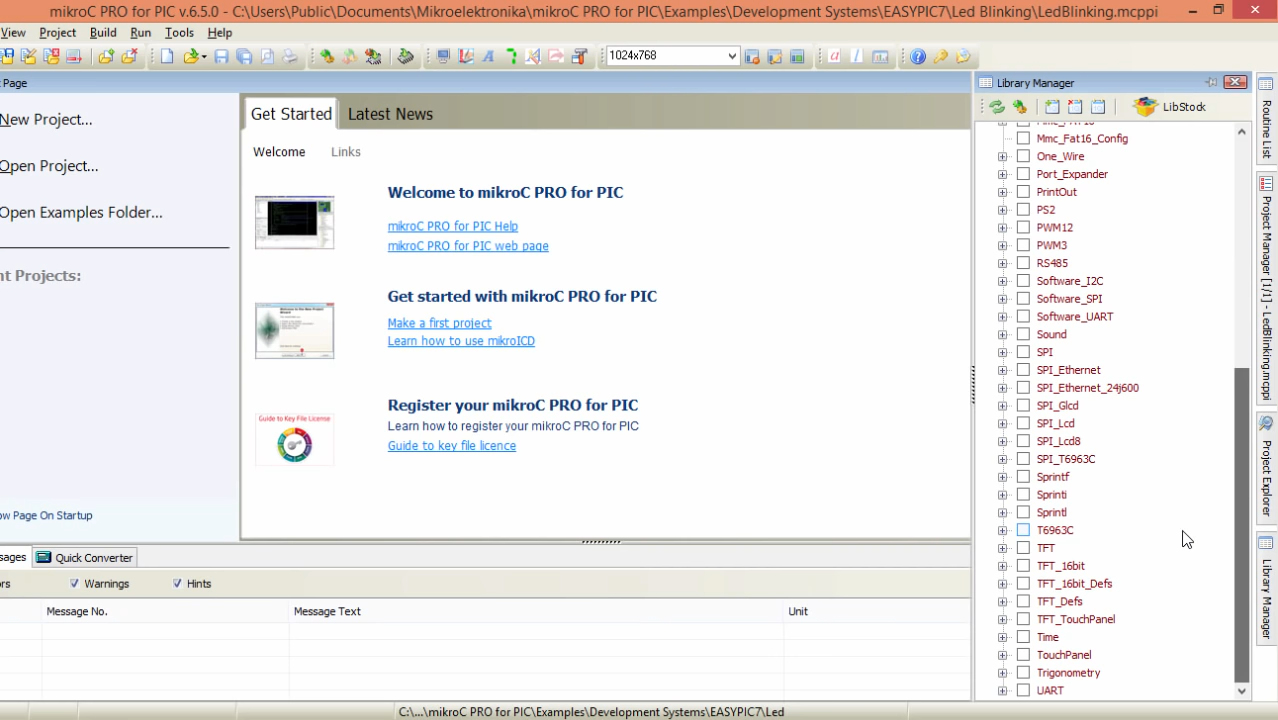 mikroC PRO for PIC v.6.5.0 - C:\Users\Public\Documents\Mikroelektronika\mikroC PRO for PIC\Examples\Development Systems\EASYPIC7\Led Blinking\LedBlinking.mcppi
View Project Build Run Tools Help
1024x768
Page
New Project...
Open Project...
Open Examples Folder...
nt Projects:
ow Page On Startup
Get Started Latest News
Welcome Links
Welcome to mikroC PRO for PIC
mikroC PRO for PIC Help
mikroC PRO for PIC web page
Get started with mikroC PRO for PIC
Make a first project
Learn how to use mikroICD
Guide to Key File License
Register your mikroC PRO for PIC
Learn how to register your mikroC PRO for PIC
Guide to key file licence
ssages Quick Converter
ors Warnings Hints
Message No. Message Text Unit
C:\...\mikroC PRO for PIC\Examples\Development Systems\EASYPIC7\Led
Library Manager
LibStock
Mmc_Fat16_Config
One_Wire
Port_Expander
PrintOut
PS2
PWM12
PWM3
RS485
Software_I2C
Software_SPI
Software_UART
Sound
SPI
SPI_Ethernet
SPI_Ethernet_24j600
SPI_Glcd
SPI_Lcd
SPI_Lcd8
SPI_T6963C
Sprintf
Sprinti
Sprintl
T6963C
TFT
TFT_16bit
TFT_16bit_Defs
TFT_Defs
TFT_TouchPanel
Time
TouchPanel
Trigonometry
UART
Routine List
Project Manager [1/1] - LedBlinking.mcppi
Project Explorer
Library Manager